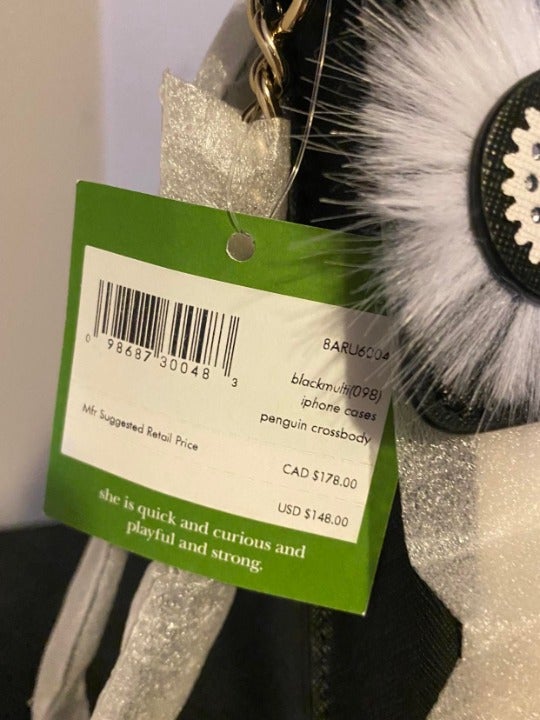 8ARU6004
0 98687 30048 3
blackmulti(098)
iphone cases
penguin crossbody
Mfr Suggested Retail Price
CAD $178.00
USD $148.00
she is quick and curious and
playful and strong.